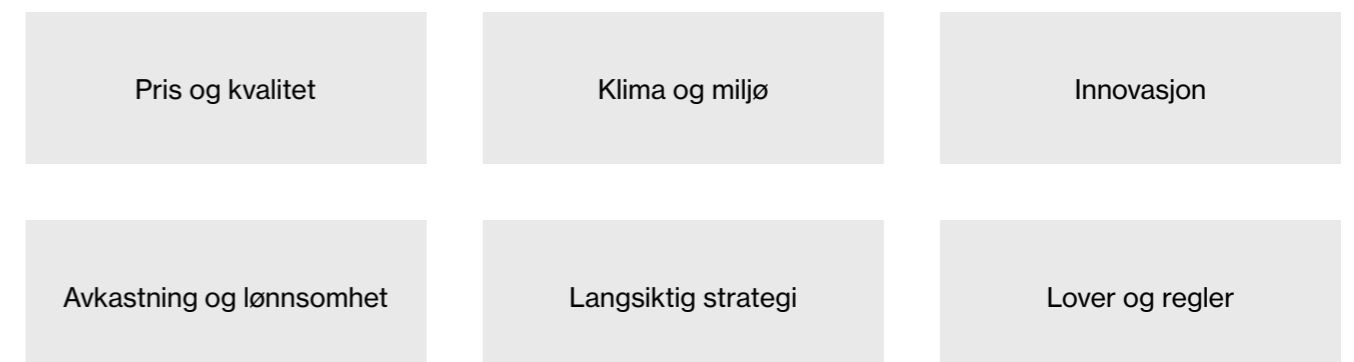 Pris og kvalitet
Klima og miljø
Innovasjon
Avkastning og lønnsomhet
Langsiktig strategi
Lover og regler